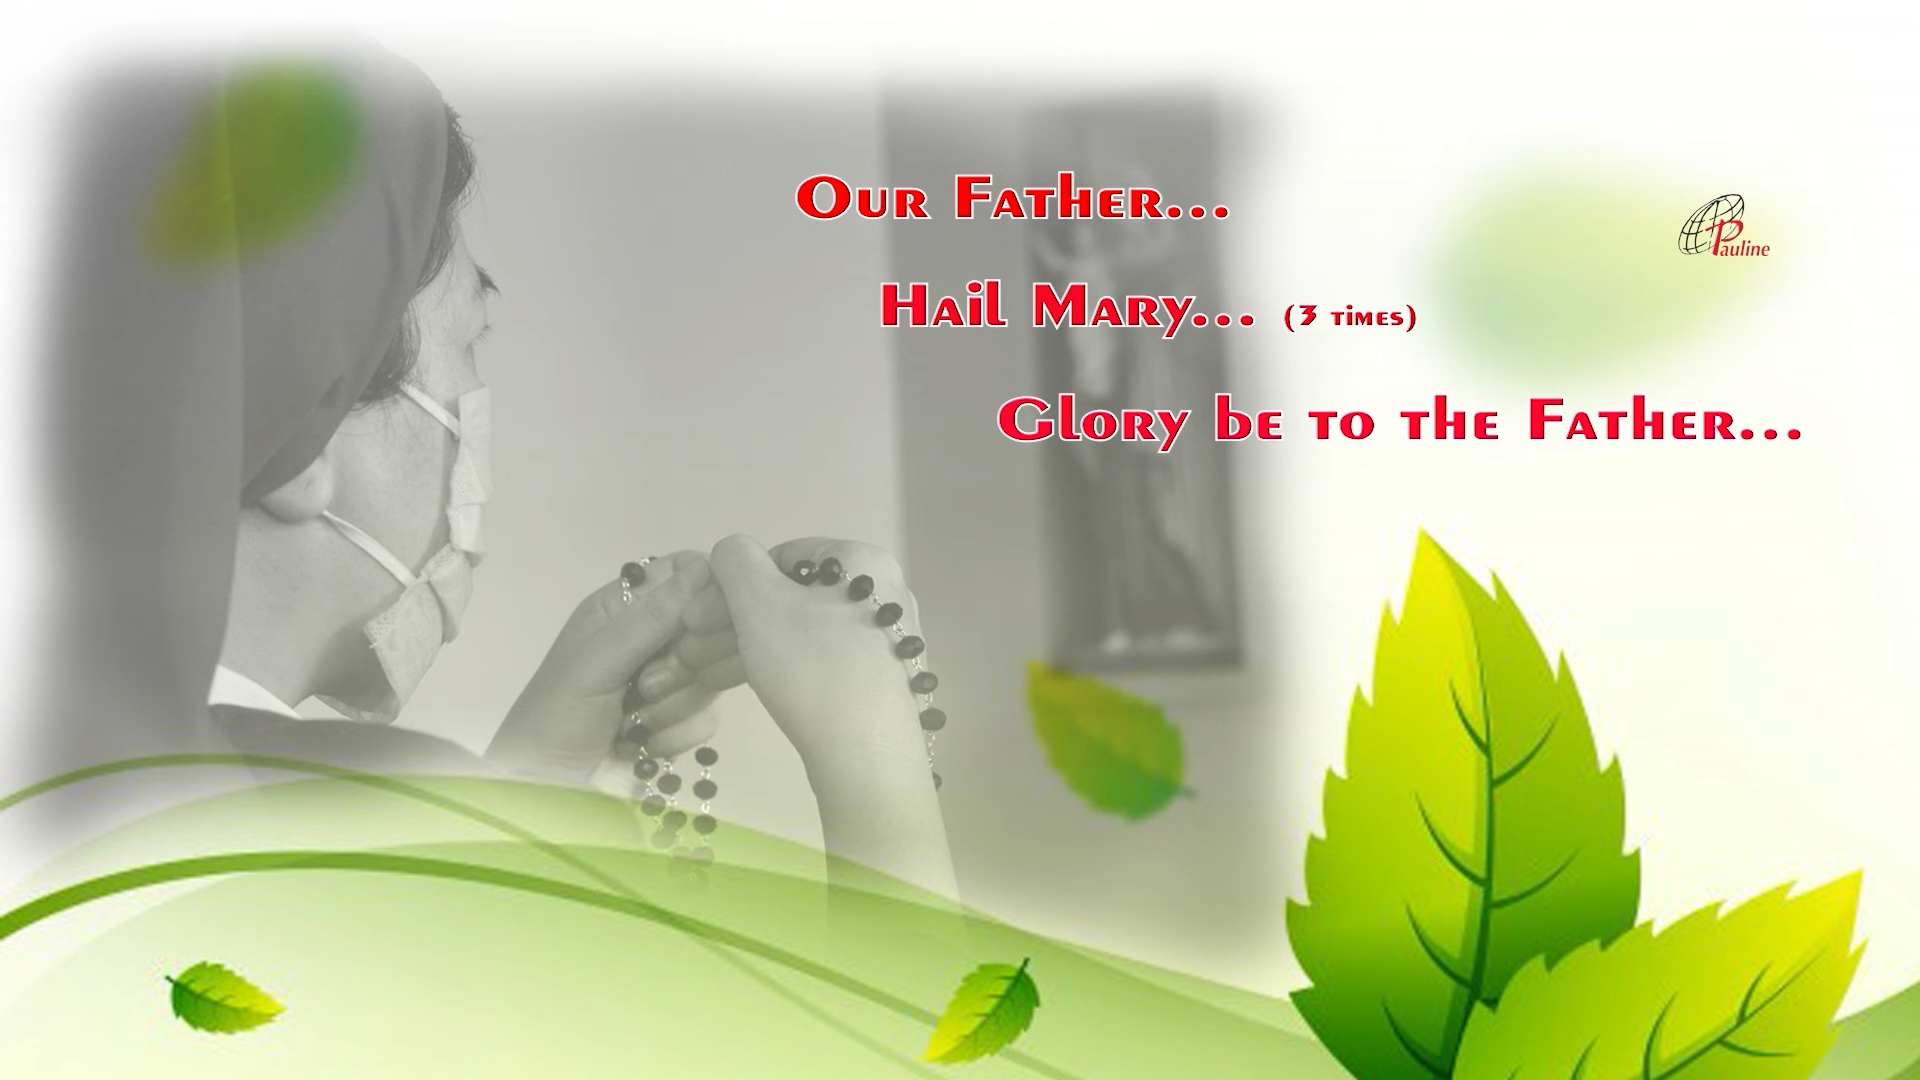 Our Father...
Hail Mary... (3 times)
Glory be to the Father...
Pauline